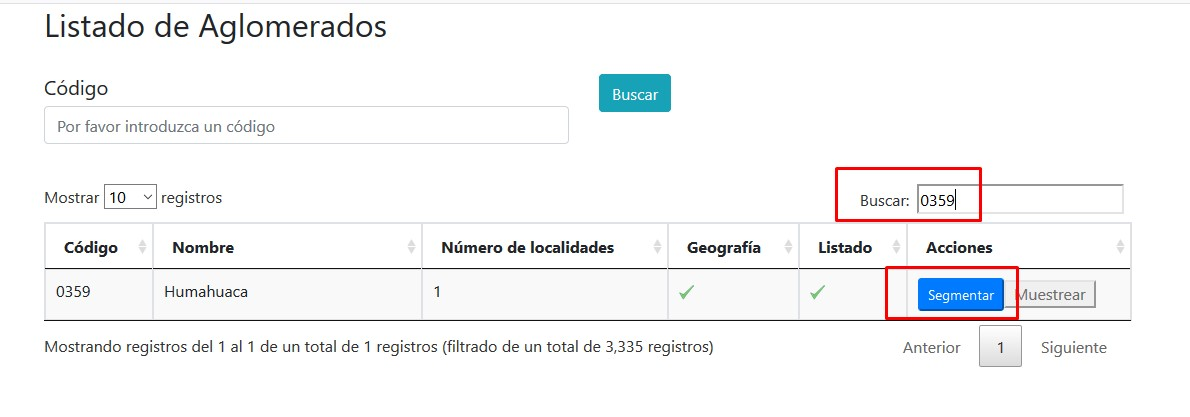 Listado de Aglomerados
Código
Buscar
Por favor introduzca un código
Mostrar 10 registros
Buscar: 0359
Código Nombre Número de localidades Geografía Listado Acciones
0359 Humahuaca 1 Segmentar Muestrear
Mostrando registros del 1 al 1 de un total de 1 registros (filtrado de un total de 3,335 registros)
Anterior 1 Siguiente